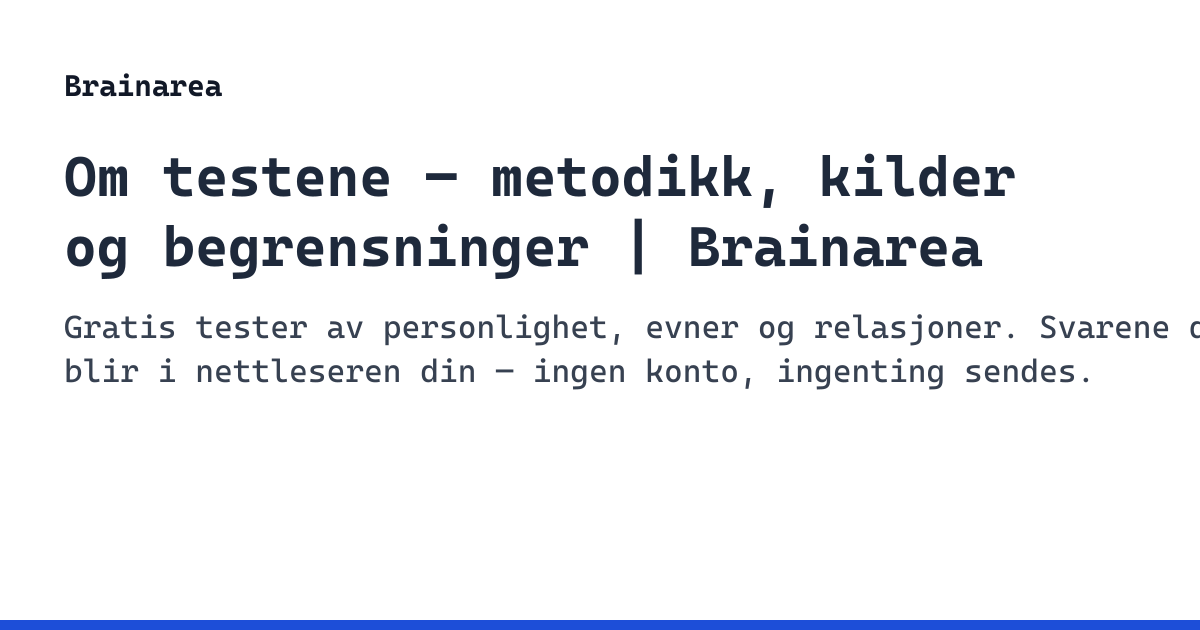 Brainarea
Om testene — metodikk, kilder
og begrensninger | Brainarea
Gratis tester av personlighet, evner og relasjoner. Svarene
blir i nettleseren din — ingen konto, ingenting sendes.